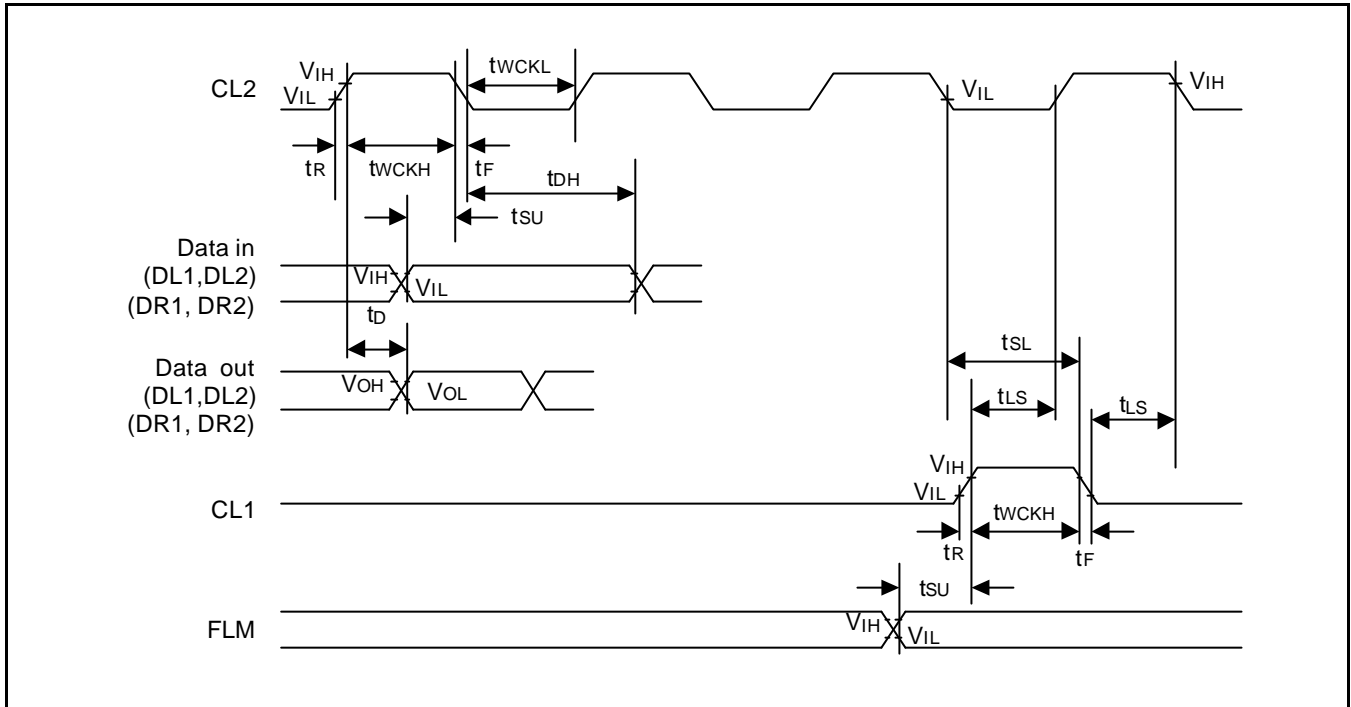 CL2
VIH
VIL
tWCKL
VIL
VIH
tR
tWCKH
tF
tDH
tSU
Data in
(DL1,DL2)
(DR1, DR2)
VIH
VIL
tD
Data out
(DL1,DL2)
(DR1, DR2)
VOH
VOL
tSL
tLS
tLS
CL1
VIH
VIL
tWCKH
tR
tF
tSU
FLM
VIH
VIL